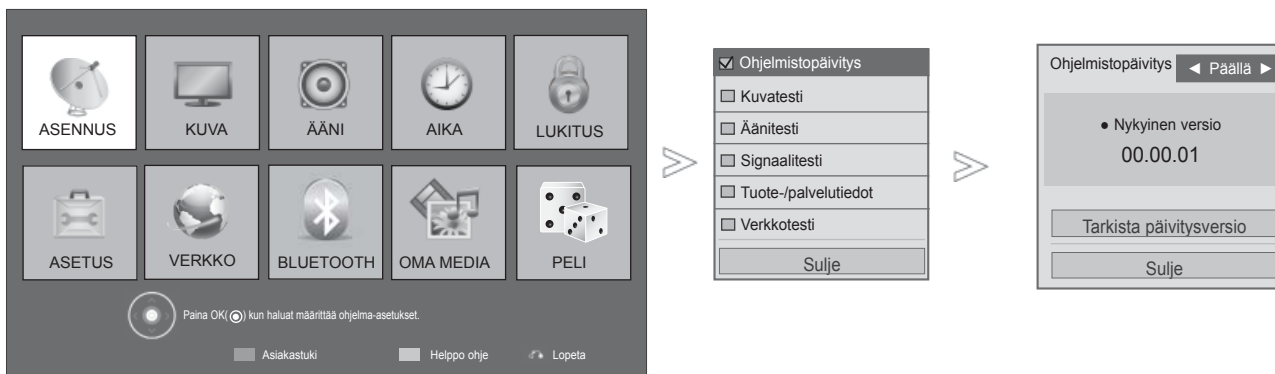 ASENNUS
KUVA
ÄÄNI
AIKA
LUKITUS
ASETUS
VERKKO
BLUETOOTH
OMA MEDIA
PELI
Paina OK(◉) kun haluat määrittää ohjelma-asetukset.
Asiakastuki
Helppo ohje
Lopeta
Ohjelmistopäivitys
Kuvatesti
Äänitesti
Signaalitesti
Tuote-/palvelutiedot
Verkkotesti
Sulje
Ohjelmistopäivitys ◄ Päällä ►
● Nykyinen versio
00.00.01
Tarkista päivitysversio
Sulje